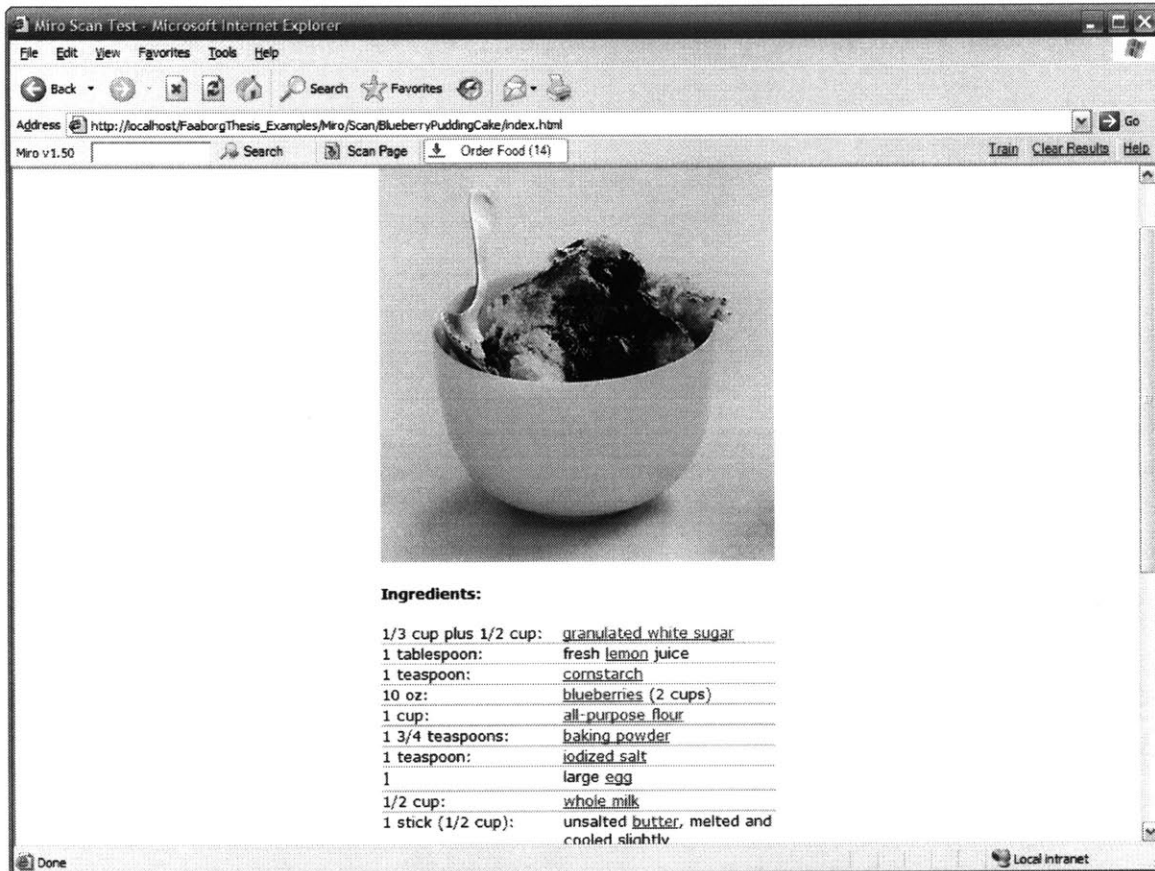 Miro Scan Test - Microsoft Internet Explorer
File Edit View Favorites Tools Help
Back Search Favorites
Address http://localhost/FaaborgThesis_Examples/Miro/Scan/BlueberryPuddingCake/index.html Go
Miro v1.50 Search Scan Page Order Food (14) Train Clear Results Help
Ingredients:
1/3 cup plus 1/2 cup: granulated white sugar
1 tablespoon: fresh lemon juice
1 teaspoon: cornstarch
10 oz: blueberries (2 cups)
1 cup: all-purpose flour
1 3/4 teaspoons: baking powder
1 teaspoon: iodized salt
1 large egg
1/2 cup: whole milk
1 stick (1/2 cup): unsalted butter, melted and
cooled slightly
Done Local intranet